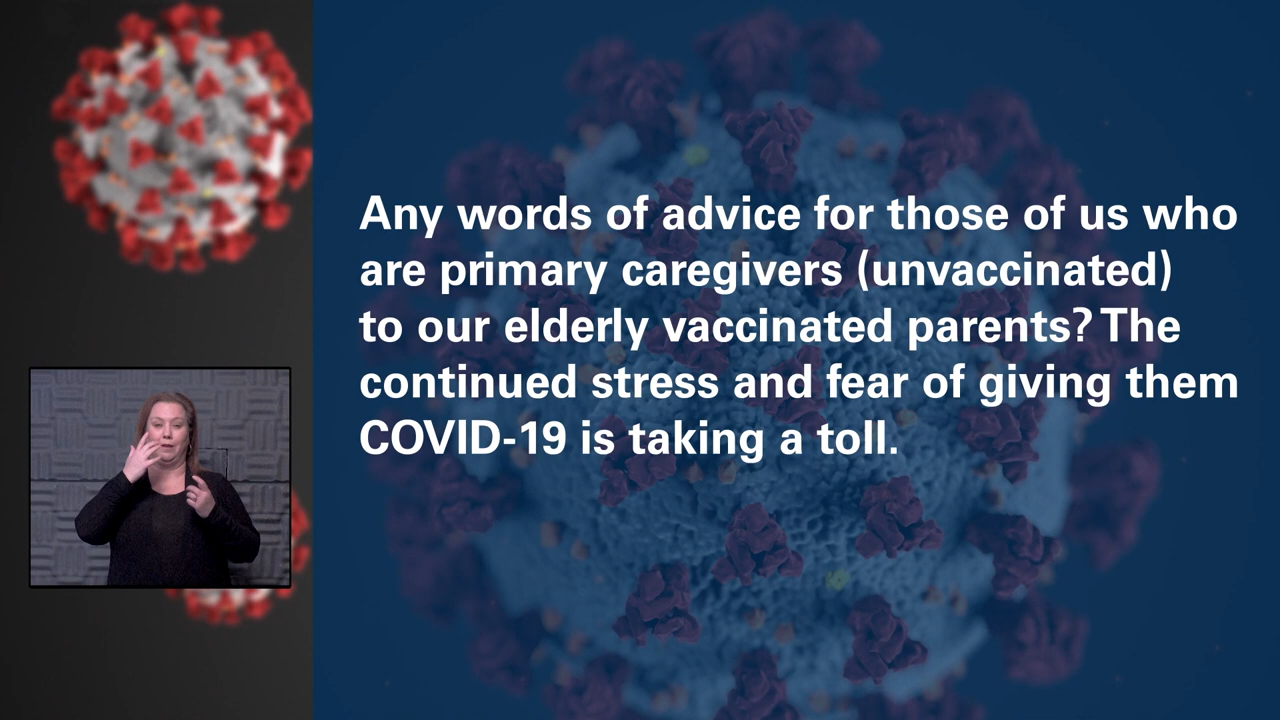 Any words of advice for those of us who
are primary caregivers (unvaccinated)
to our elderly vaccinated parents? The
continued stress and fear of giving them
COVID-19 is taking a toll.